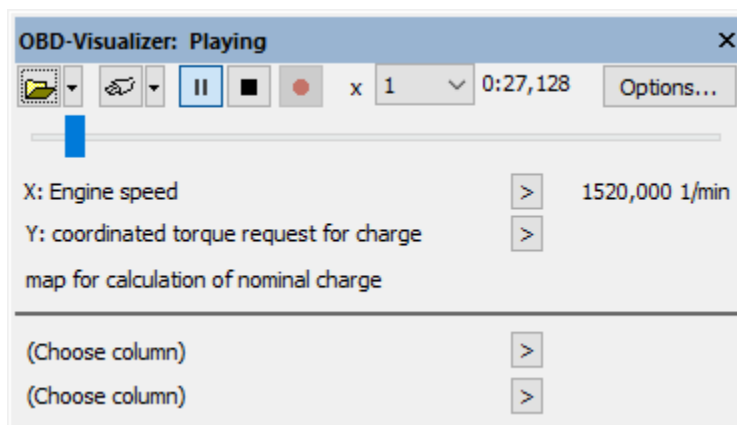 OBD-Visualizer: Playing
x 1 0:27,128 Options...
X: Engine speed > 1520,000 1/min
Y: coordinated torque request for charge >
map for calculation of nominal charge
(Choose column) >
(Choose column) >